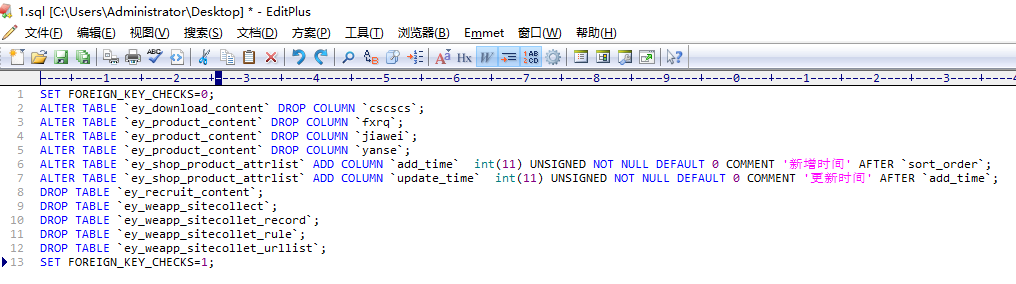 1.sql [C:\Users\Administrator\Desktop] * - EditPlus
文件(F) 编辑(E) 视图(V) 搜索(S) 文档(D) 方案(P) 工具(T) 浏览器(B) Emmet 窗口(W) 帮助(H)
----+----1----+----2----+----3----+----4----+----5----+----6----+----7----+----8----+----9----+----0----+----1----+----2----+----3----+----4
1 SET FOREIGN_KEY_CHECKS=0;
2 ALTER TABLE `ey_download_content` DROP COLUMN `cscscs`;
3 ALTER TABLE `ey_product_content` DROP COLUMN `fxrq`;
4 ALTER TABLE `ey_product_content` DROP COLUMN `jiawei`;
5 ALTER TABLE `ey_product_content` DROP COLUMN `yanse`;
6 ALTER TABLE `ey_shop_product_attrlist` ADD COLUMN `add_time`  int(11) UNSIGNED NOT NULL DEFAULT 0 COMMENT '新增时间' AFTER `sort_order`;
7 ALTER TABLE `ey_shop_product_attrlist` ADD COLUMN `update_time`  int(11) UNSIGNED NOT NULL DEFAULT 0 COMMENT '更新时间' AFTER `add_time`;
8 DROP TABLE `ey_recruit_content`;
9 DROP TABLE `ey_weapp_sitecollect`;
10 DROP TABLE `ey_weapp_sitecollet_record`;
11 DROP TABLE `ey_weapp_sitecollet_rule`;
12 DROP TABLE `ey_weapp_sitecollet_urllist`;
13 SET FOREIGN_KEY_CHECKS=1;